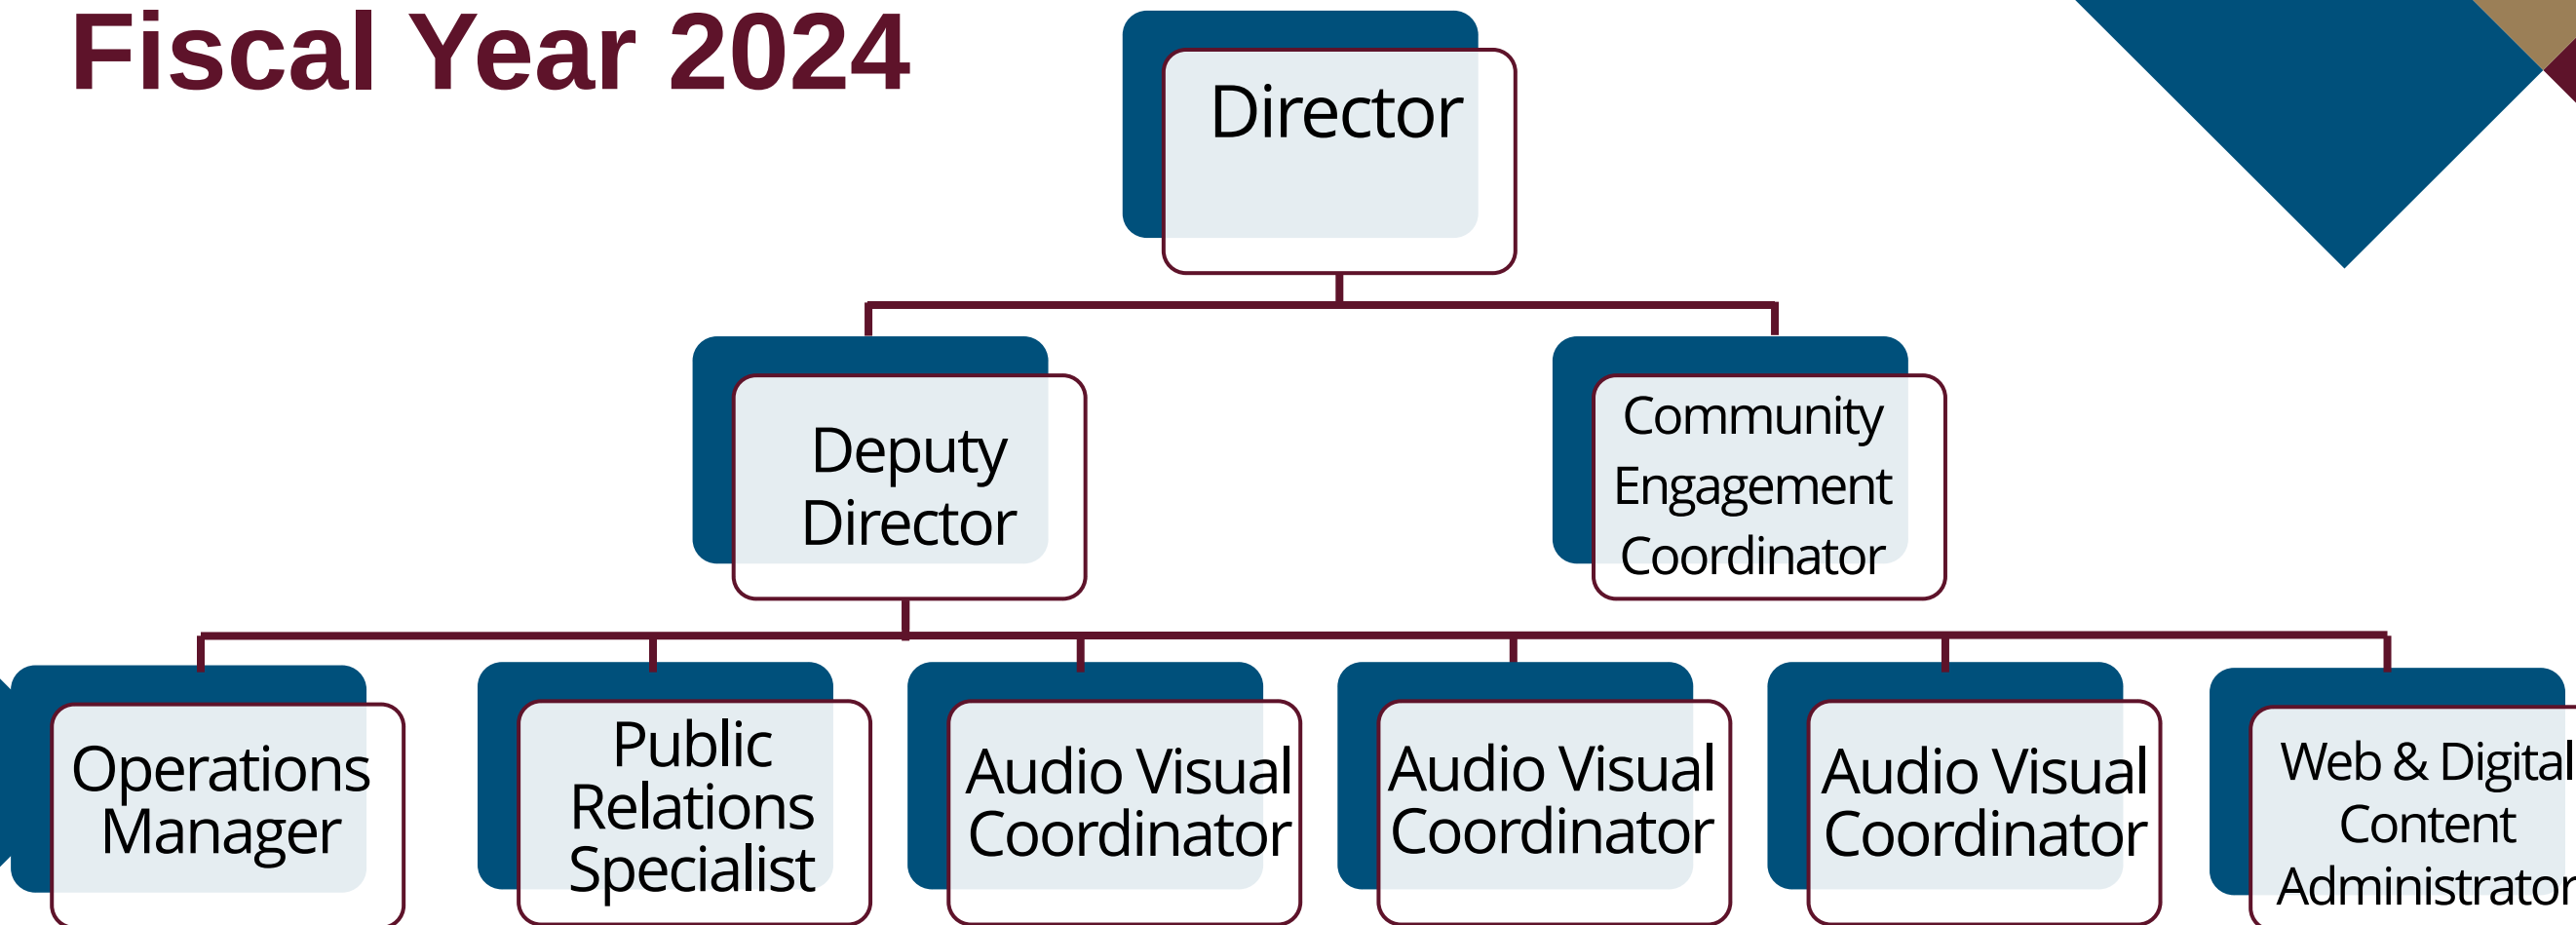 Fiscal Year 2024
Director
Deputy
Director
Community
Engagement
Coordinator
Operations
Manager
Public
Relations
Specialist
Audio Visual
Coordinator
Audio Visual
Coordinator
Audio Visual
Coordinator
Web & Digital
Content
Administrator